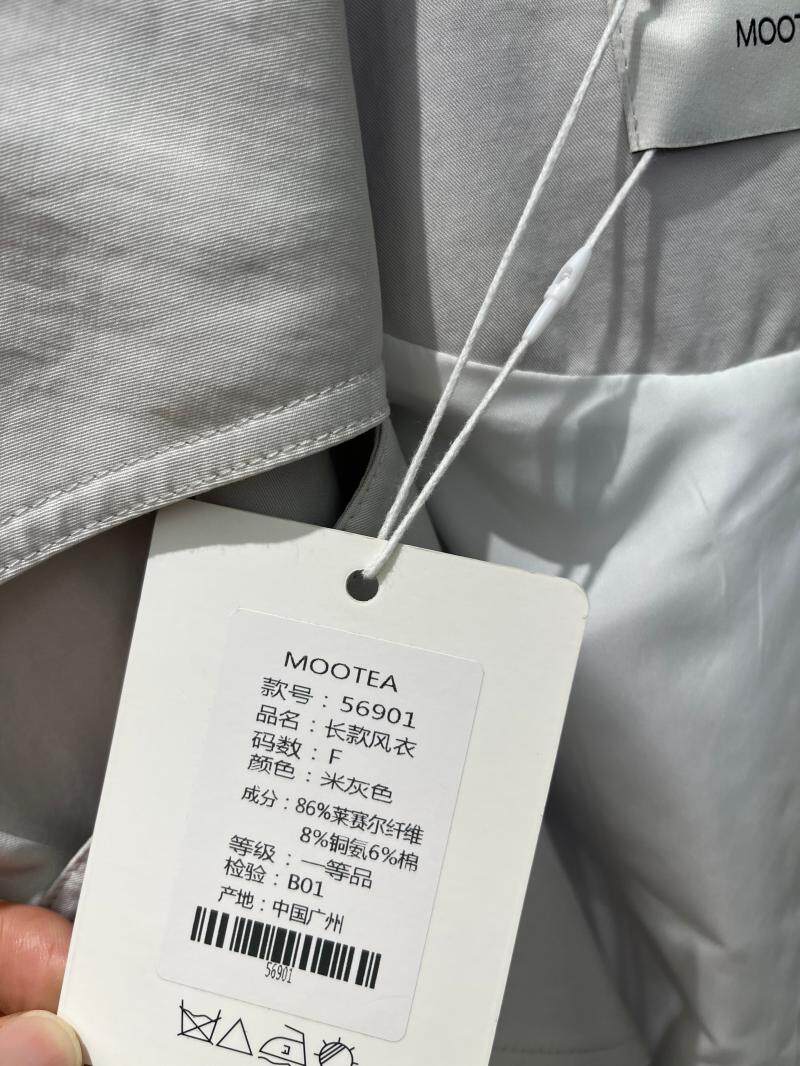 MOOT
MOOTEA
款号：56901
品名：长款风衣
码数：F
颜色：米灰色
成分：86%莱赛尔纤维
8%铜氨6%棉
等级：一等品
检验：B01
产地：中国广州
56901